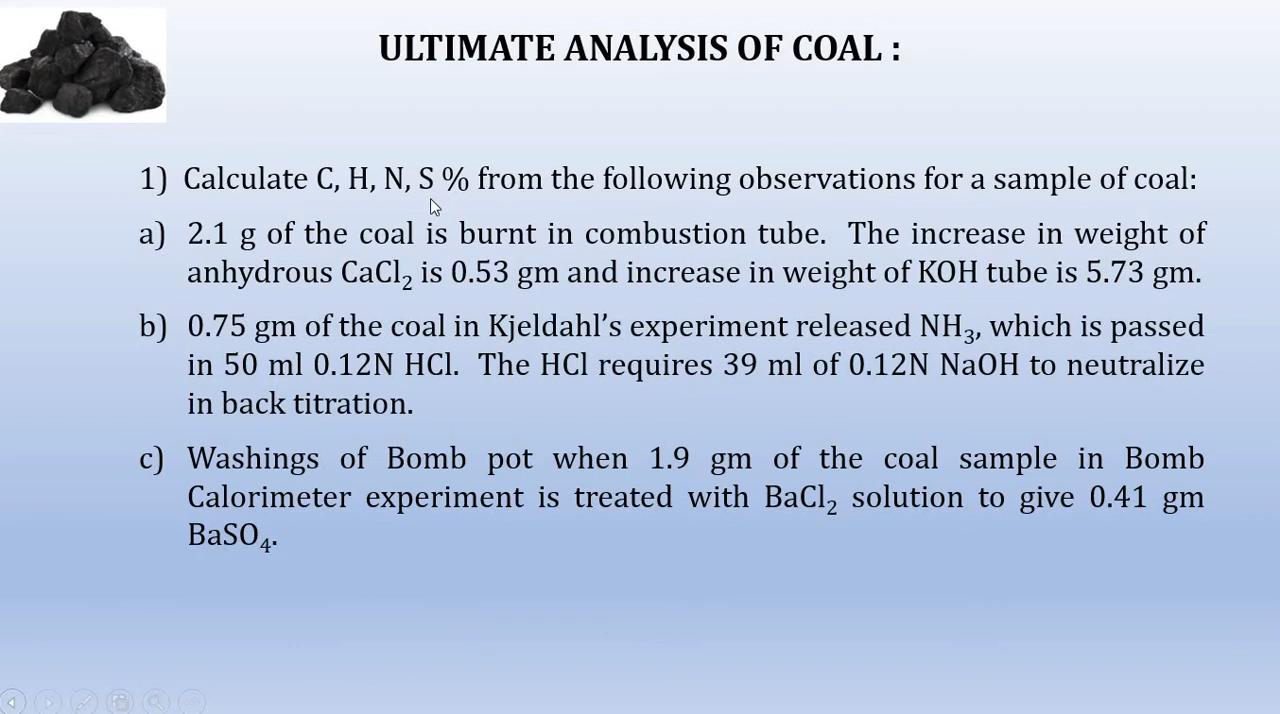 ULTIMATE ANALYSIS OF COAL :
1) Calculate C, H, N, S % from the following observations for a sample of coal:
a) 2.1 g of the coal is burnt in combustion tube. The increase in weight of
anhydrous CaCl₂ is 0.53 gm and increase in weight of KOH tube is 5.73 gm.
b) 0.75 gm of the coal in Kjeldahl’s experiment released NH₃, which is passed
in 50 ml 0.12N HCl. The HCl requires 39 ml of 0.12N NaOH to neutralize
in back titration.
c) Washings of Bomb pot when 1.9 gm of the coal sample in Bomb
Calorimeter experiment is treated with BaCl₂ solution to give 0.41 gm
BaSO₄.